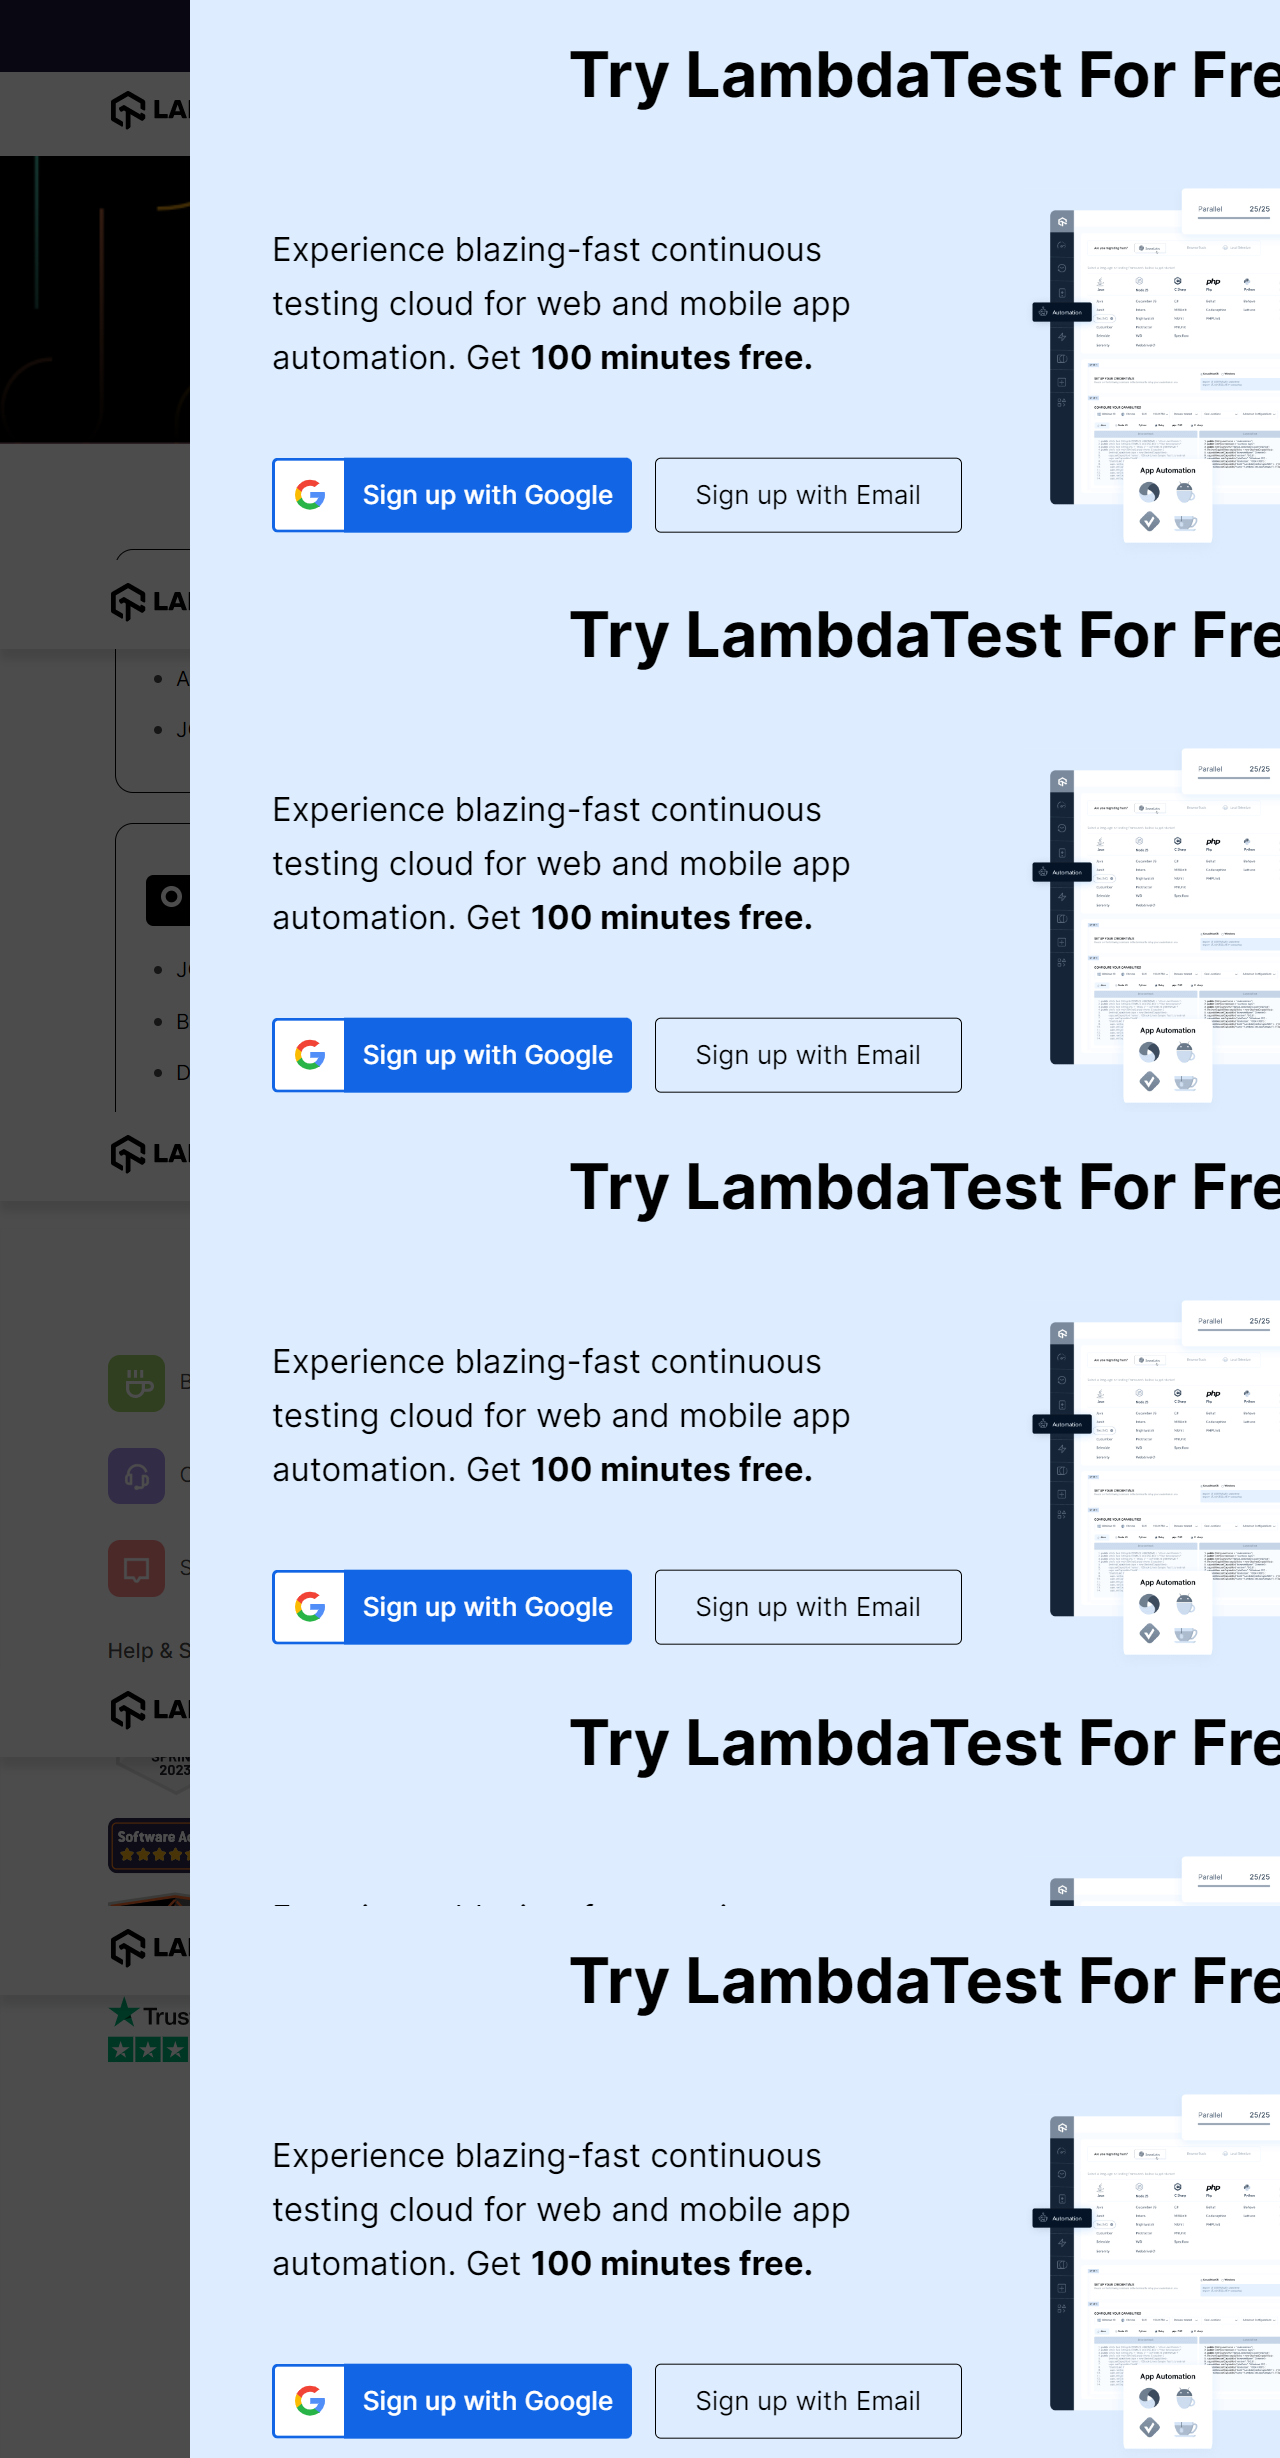 Try LambdaTest For Fre
LA
Parallel 25/25
Experience blazing-fast continuous
testing cloud for web and mobile app
automation. Get 100 minutes free.
php
Automation
App Automation
Sign up with Google
Sign up with Email
LA
Try LambdaTest For Fre
A
J
Parallel 25/25
Experience blazing-fast continuous
testing cloud for web and mobile app
automation. Get 100 minutes free.
php
Automation
J
B
D
App Automation
Sign up with Google
Sign up with Email
LA
Try LambdaTest For Fre
Parallel 25/25
Experience blazing-fast continuous
testing cloud for web and mobile app
automation. Get 100 minutes free.
php
Automation
S
App Automation
Sign up with Google
Sign up with Email
Help & S
LA
Try LambdaTest For Fre
2023
Software A
Parallel 25/25
LA
Try LambdaTest For Fre
Trus
Parallel 25/25
Experience blazing-fast continuous
testing cloud for web and mobile app
automation. Get 100 minutes free.
php
Automation
App Automation
Sign up with Google
Sign up with Email